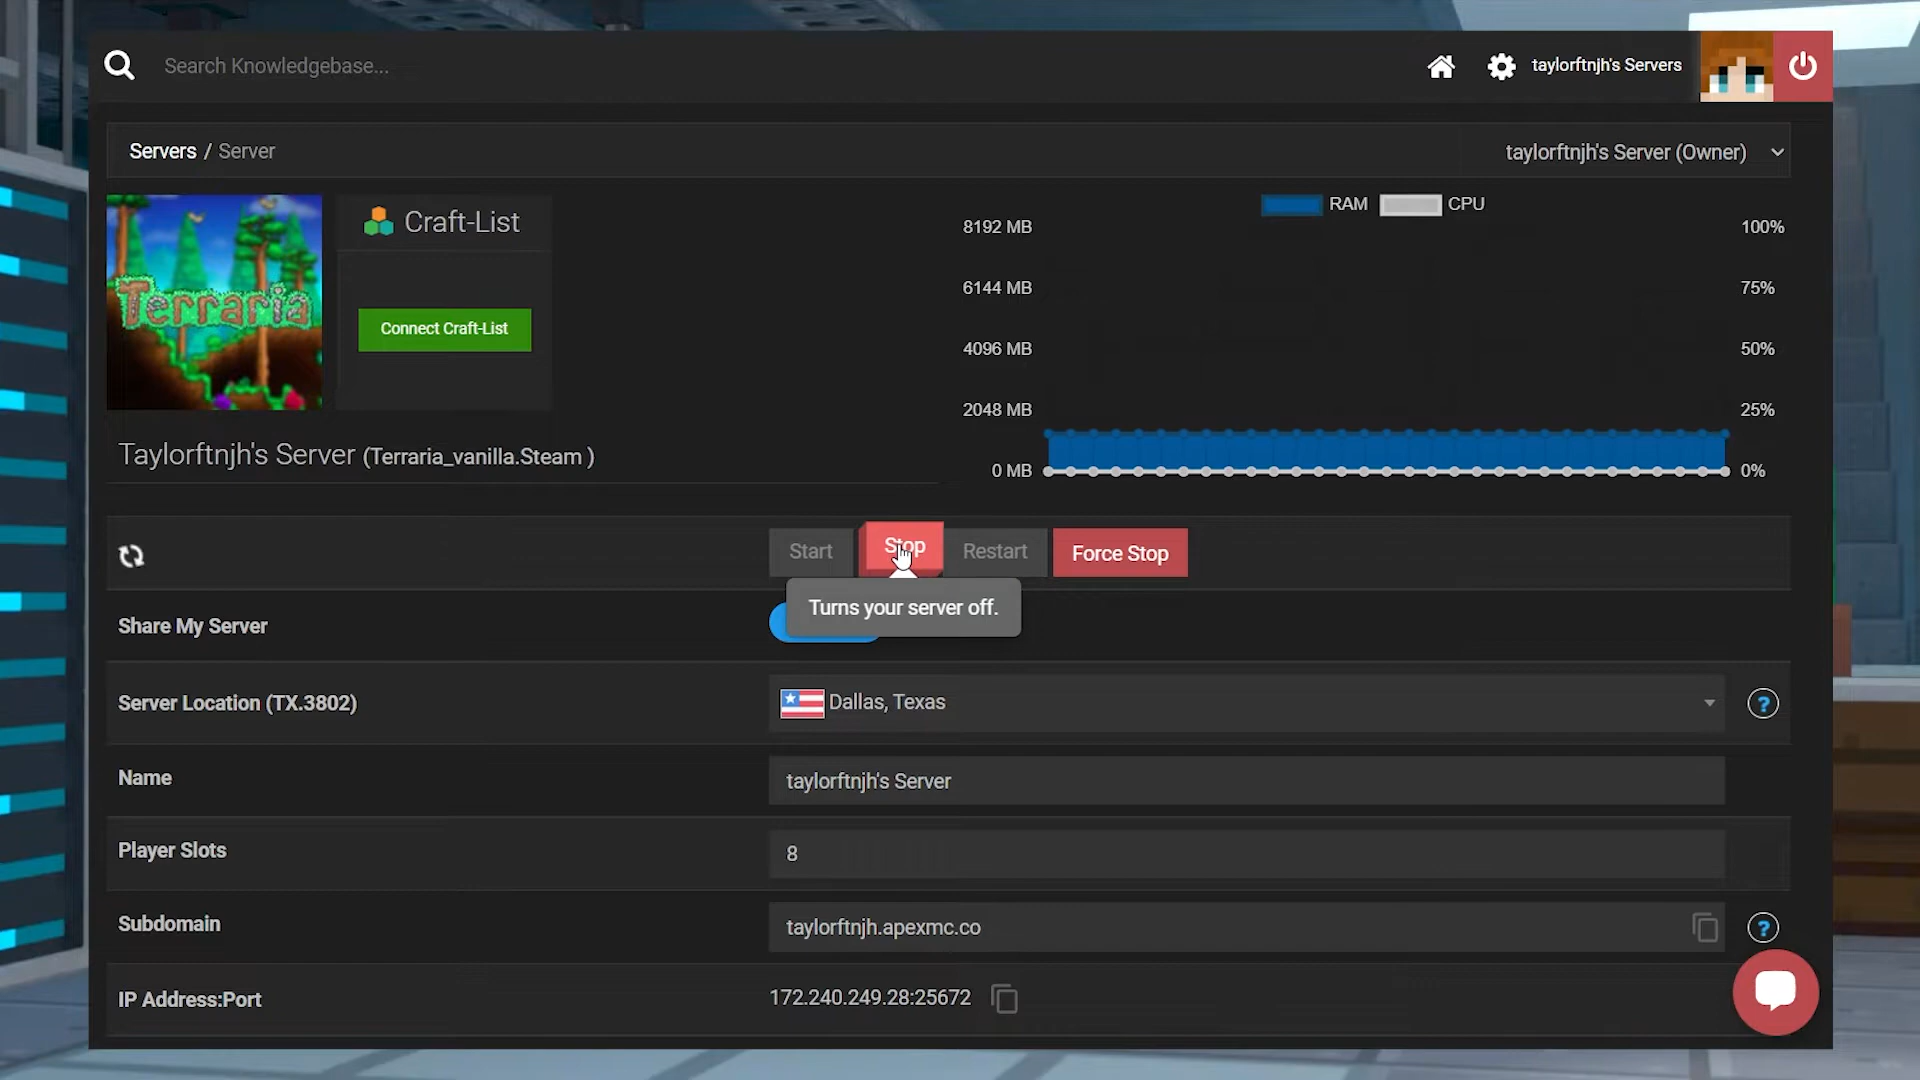 Search Knowledgebase...
taylorftnjh's Servers
Servers / Server
taylorftnjh's Server (Owner)
Terraria
Craft-List
Connect Craft-List
RAM
CPU
8192 MB
100%
6144 MB
75%
4096 MB
50%
2048 MB
25%
0 MB
0%
Taylorftnjh's Server (Terraria_vanilla.Steam )
Start
Stop
Restart
Force Stop
Turns your server off.
Share My Server
Server Location (TX.3802)
Dallas, Texas
?
Name
taylorftnjh's Server
Player Slots
8
Subdomain
taylorftnjh.apexmc.co
?
IP Address:Port
172.240.249.28:25672